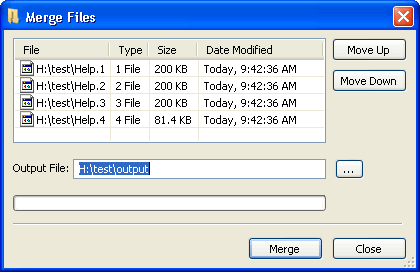 Merge Files
File Type Size Date Modified
H:\test\Help.1 1 File 200 KB Today, 9:42:36 AM
H:\test\Help.2 2 File 200 KB Today, 9:42:36 AM
H:\test\Help.3 3 File 200 KB Today, 9:42:36 AM
H:\test\Help.4 4 File 81.4 KB Today, 9:42:36 AM
Move Up
Move Down
Output File: H:\test\output ...
Merge Close